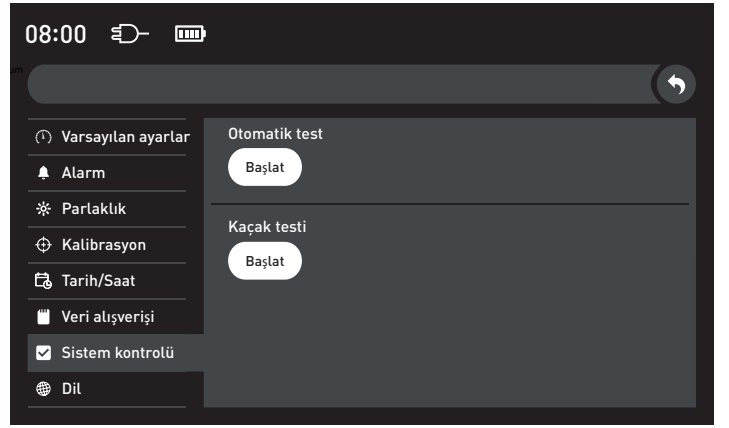 08:00
Varsayılan ayarlar
Alarm
Parlaklık
Kalibrasyon
Tarih/Saat
Veri alışverişi
Sistem kontrolü
Dil
Otomatik test
Başlat
Kaçak testi
Başlat